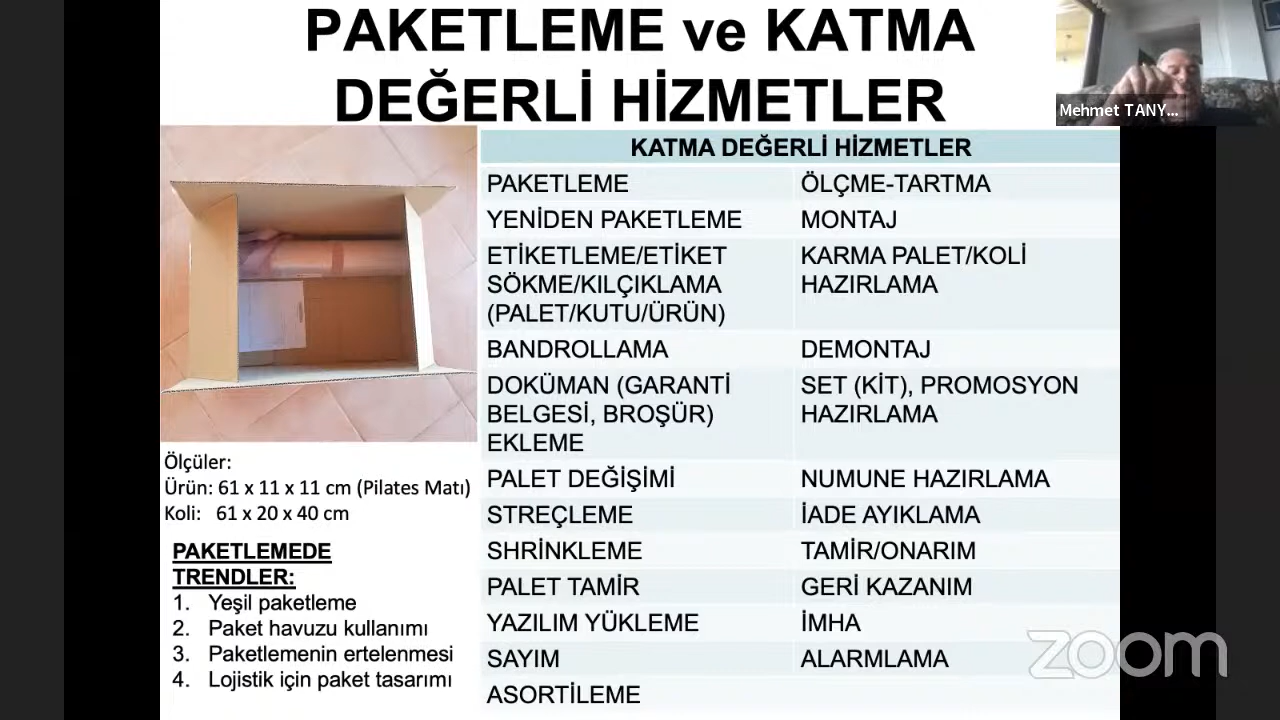 PAKETLEME ve KATMA
DEĞERLİ HİZMETLER
Mehmet TANY...
KATMA DEĞERLİ HİZMETLER
PAKETLEME
ÖLÇME-TARTMA
YENİDEN PAKETLEME
MONTAJ
ETİKETLEME/ETİKET
SÖKME/KILÇIKLAMA
(PALET/KUTU/ÜRÜN)
KARMA PALET/KOLİ
HAZIRLAMA
BANDROLLAMA
DEMONTAJ
DOKÜMAN (GARANTİ
BELGESİ, BROŞÜR)
EKLEME
SET (KİT), PROMOSYON
HAZIRLAMA
PALET DEĞİŞİMİ
NUMUNE HAZIRLAMA
STREÇLEME
İADE AYIKLAMA
SHRİNKLEME
TAMİR/ONARIM
PALET TAMİR
GERİ KAZANIM
YAZILIM YÜKLEME
İMHA
SAYIM
ALARMLAMA
ASORTİLEME
Ölçüler:
Ürün: 61 x 11 x 11 cm (Pilates Matı)
Koli: 61 x 20 x 40 cm
PAKETLEMEDE
TRENDLER:
1. Yeşil paketleme
2. Paket havuzu kullanımı
3. Paketlemenin ertelenmesi
4. Lojistik için paket tasarımı
zoom